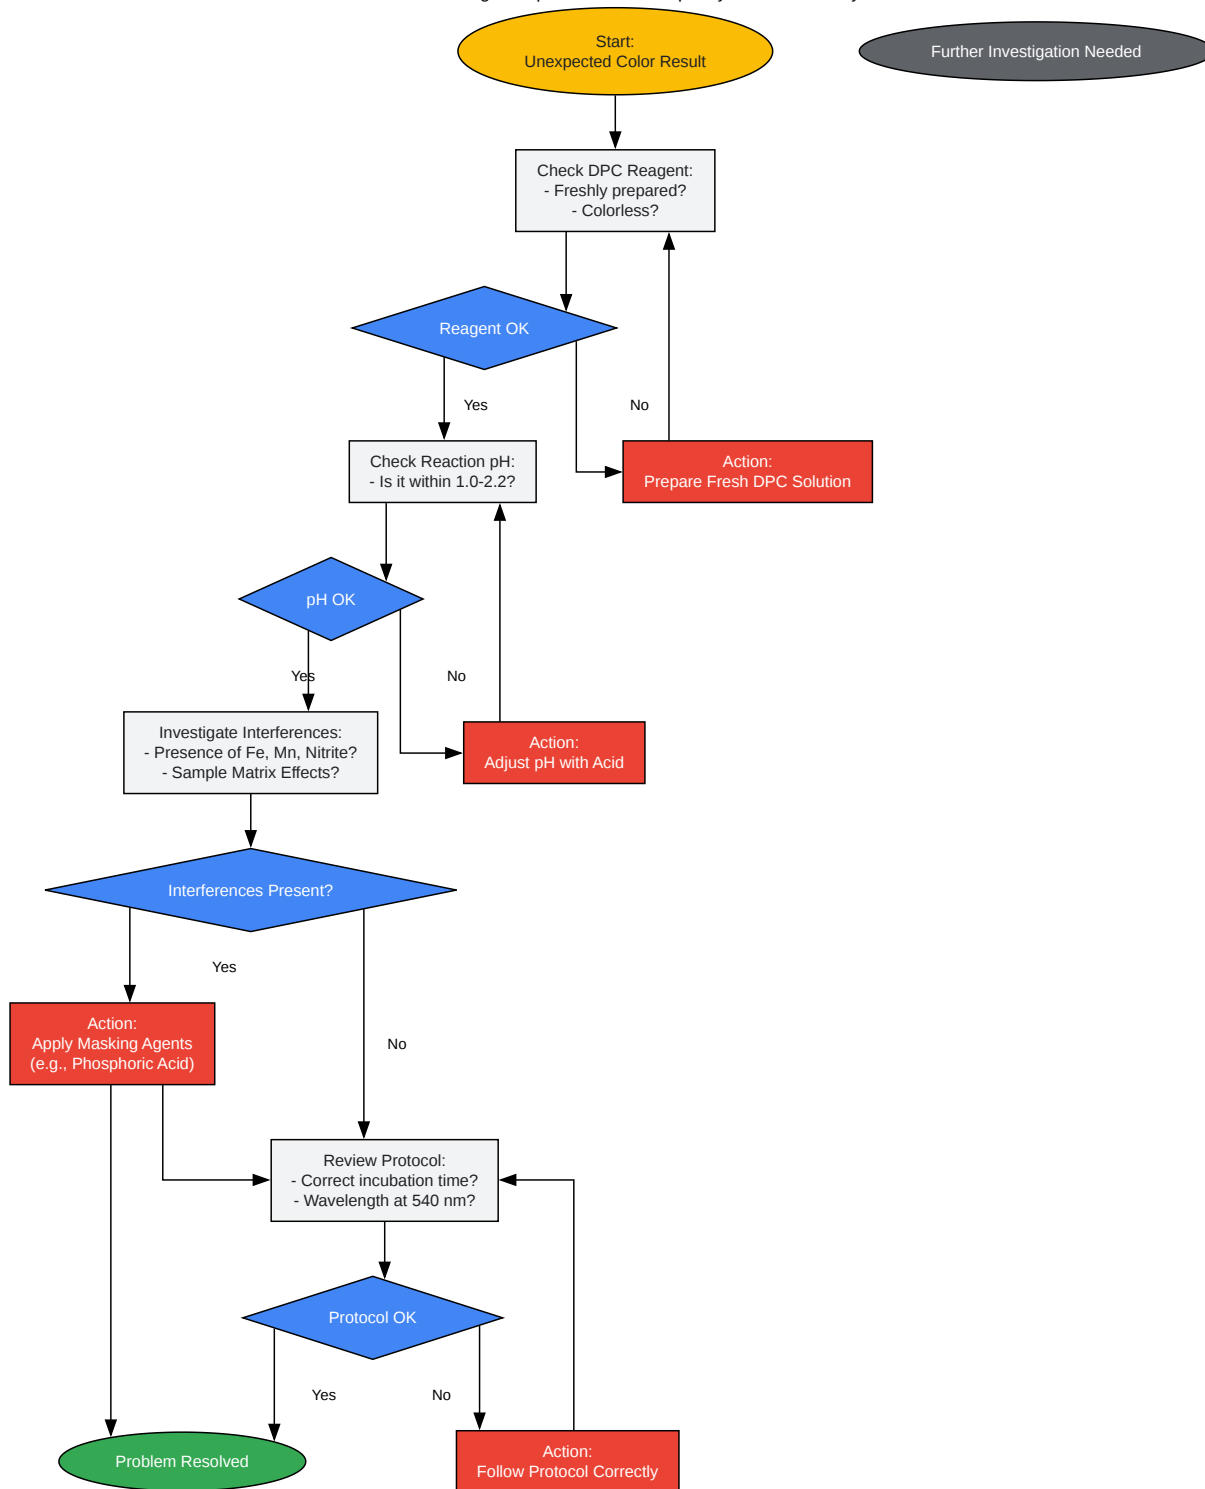 Start:
Unexpected Color Result
Further Investigation Needed
Check DPC Reagent:
- Freshly prepared?
- Colorless?
Reagent OK
Yes
No
Check Reaction pH:
- Is it within 1.0-2.2?
Action:
Prepare Fresh DPC Solution
pH OK
Yes
No
Investigate Interferences:
- Presence of Fe, Mn, Nitrite?
- Sample Matrix Effects?
Action:
Adjust pH with Acid
Interferences Present?
Yes
Action:
Apply Masking Agents
(e.g., Phosphoric Acid)
No
Review Protocol:
- Correct incubation time?
- Wavelength at 540 nm?
Protocol OK
Yes
No
Problem Resolved
Action:
Follow Protocol Correctly